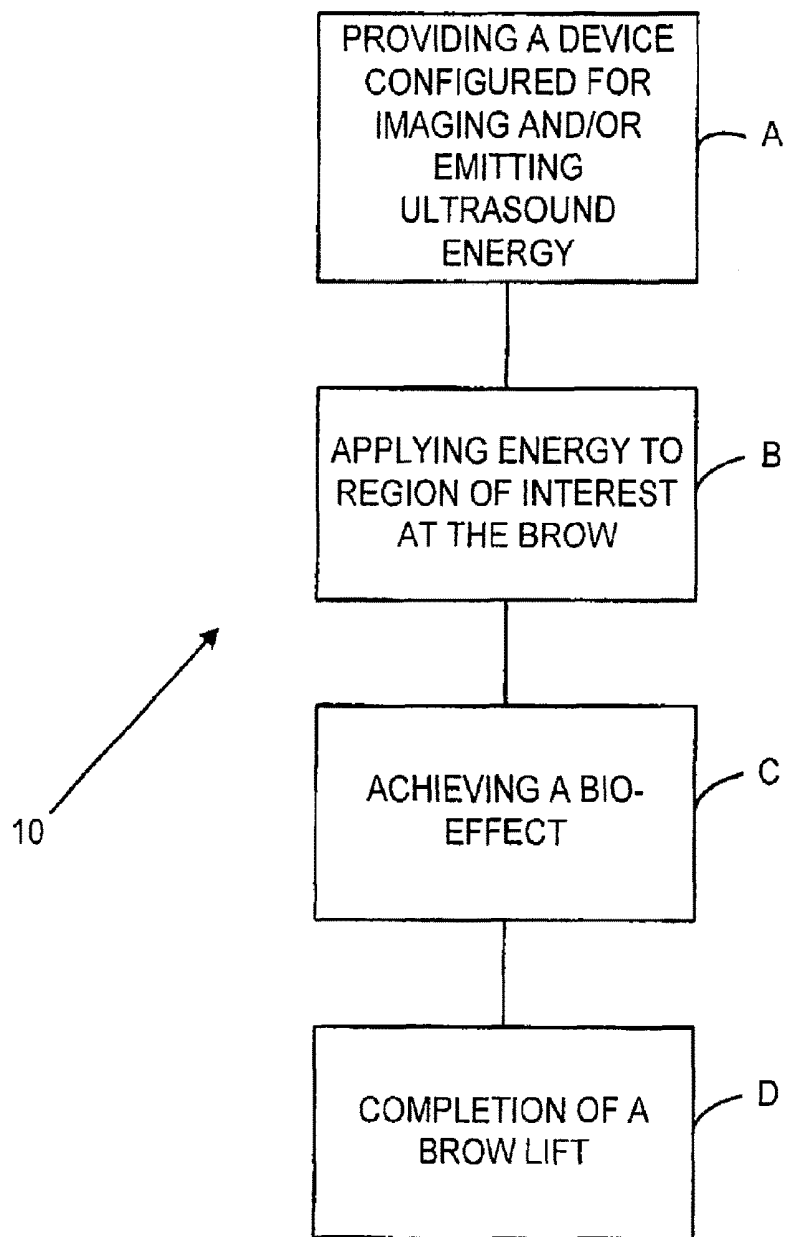 PROVIDING A DEVICE
CONFIGURED FOR
IMAGING AND/OR
EMITTING
ULTRASOUND
ENERGY
A
APPLYING ENERGY TO
REGION OF INTEREST
AT THE BROW
B
10
ACHIEVING A BIO-
EFFECT
C
COMPLETION OF A
BROW LIFT
D